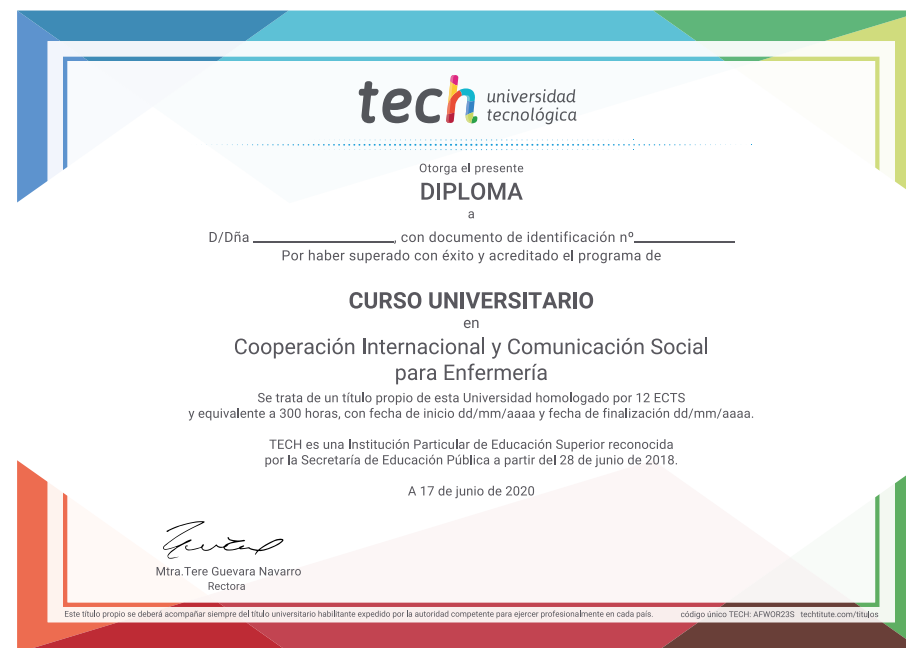 tech universidad
tecnológica
Otorga el presente
DIPLOMA
a
D/Dña ____________, con documento de identificación nº____________
Por haber superado con éxito y acreditado el programa de
CURSO UNIVERSITARIO
en
Cooperación Internacional y Comunicación Social
para Enfermería
Se trata de un título propio de esta Universidad homologado por 12 ECTS
y equivalente a 300 horas, con fecha de inicio dd/mm/aaaa y fecha de finalización dd/mm/aaaa.
TECH es una Institución Particular de Educación Superior reconocida
por la Secretaría de Educación Pública a partir del 28 de junio de 2018.
A 17 de junio de 2020
Mtra.Tere Guevara Navarro
Rectora
Este título propio se deberá acompañar siempre del título universitario habilitante expedido por la autoridad competente para ejercer profesionalmente en cada país. código único TECH: AFWOR23S techtitute.com/titulos